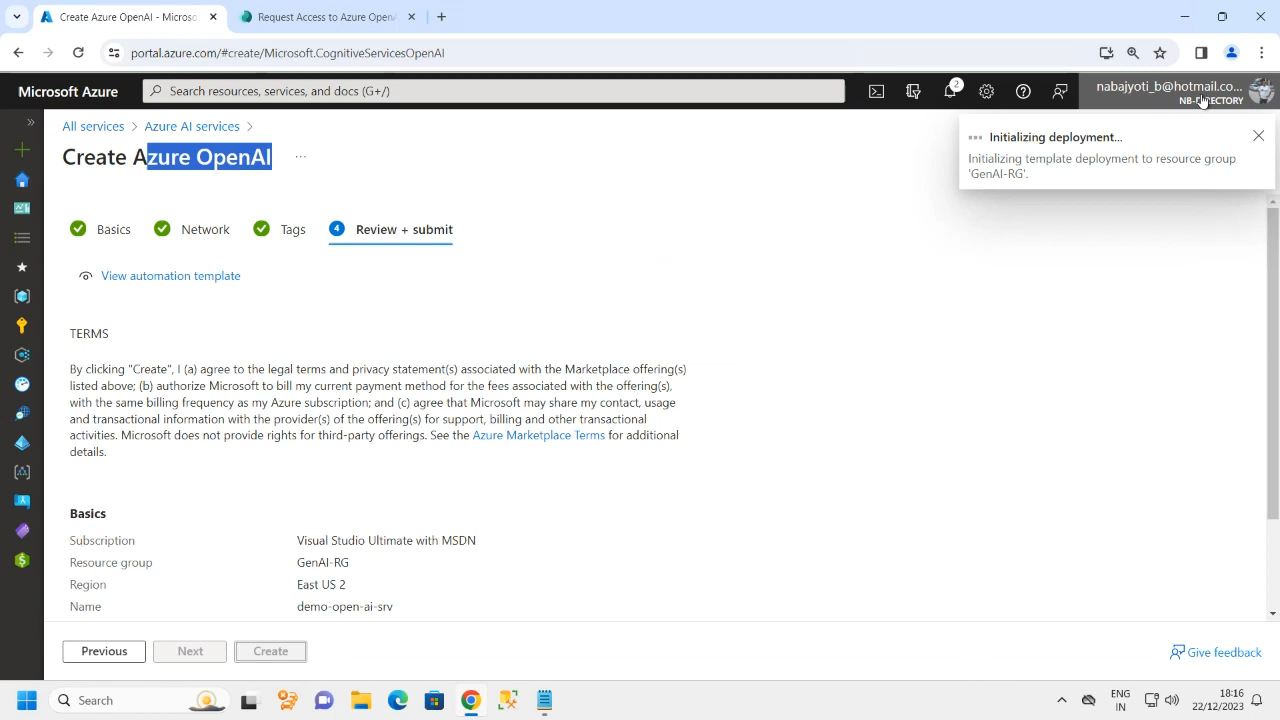 Create Azure OpenAI - Microso
Request Access to Azure OpenA
portal.azure.com/#create/Microsoft.CognitiveServicesOpenAI
Microsoft Azure
Search resources, services, and docs (G+/)
2
nabajyoti_b@hotmail.co...
NB-DIRECTORY
All services > Azure AI services >
Create Azure OpenAI ...
Initializing deployment...
Initializing template deployment to resource group
'GenAI-RG'.
Basics
Network
Tags
4 Review + submit
View automation template
TERMS
By clicking "Create", I (a) agree to the legal terms and privacy statement(s) associated with the Marketplace offering(s)
listed above; (b) authorize Microsoft to bill my current payment method for the fees associated with the offering(s),
with the same billing frequency as my Azure subscription; and (c) agree that Microsoft may share my contact, usage
and transactional information with the provider(s) of the offering(s) for support, billing and other transactional
activities. Microsoft does not provide rights for third-party offerings. See the Azure Marketplace Terms for additional
details.
Basics
Subscription Visual Studio Ultimate with MSDN
Resource group GenAI-RG
Region East US 2
Name demo-open-ai-srv
Previous
Next
Create
Give feedback
Search
ENG
IN
18:16
22/12/2023